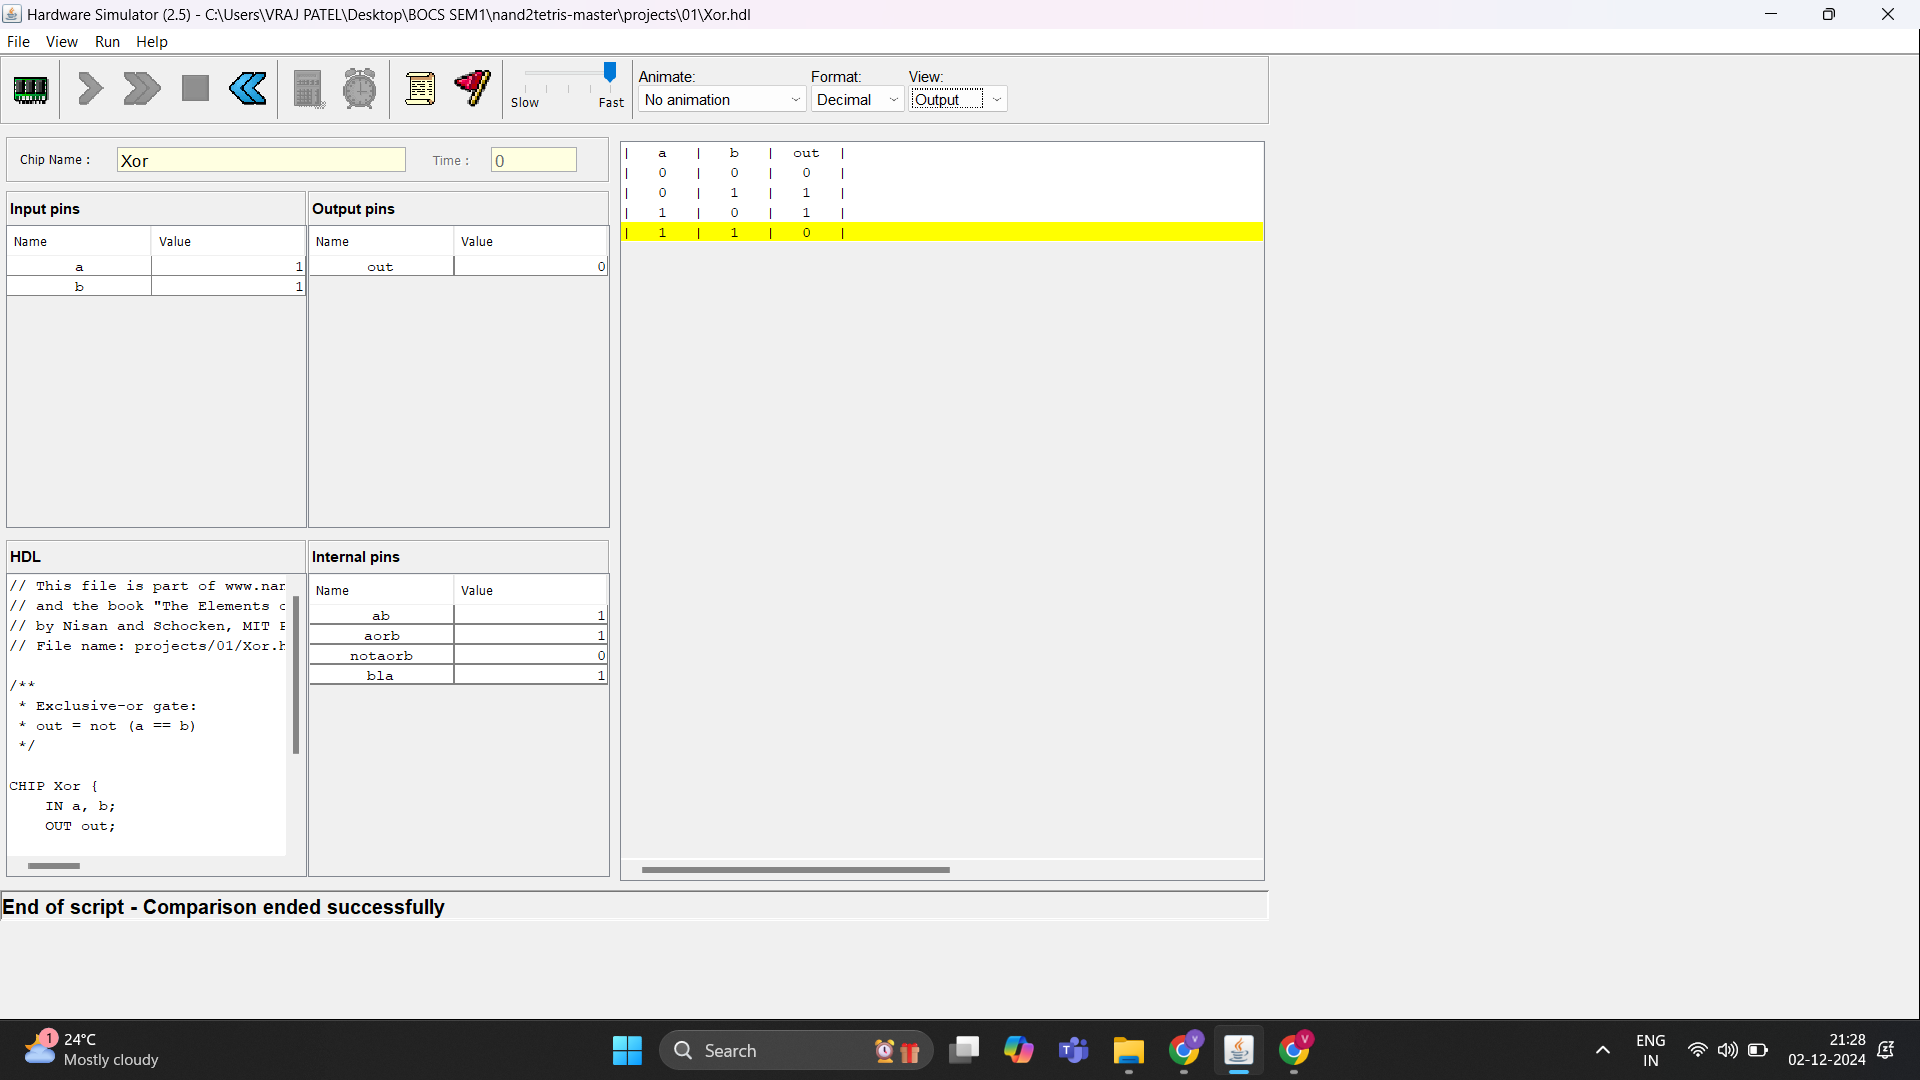 Hardware Simulator (2.5) - C:\Users\VRAJ PATEL\Desktop\BOCS SEM1\nand2tetris-master\projects\01\Xor.hdl
File View Run Help
Slow Fast
Animate: Format: View:
No animation Decimal Output
Chip Name : Xor Time : 0
Input pins
Name Value
a 1
b 1
Output pins
Name Value
out 0
| a | b | out |
| 0 | 0 | 0 |
| 0 | 1 | 1 |
| 1 | 0 | 1 |
| 1 | 1 | 0 |
HDL
// This file is part of www.nan
// and the book "The Elements o
// by Nisan and Schocken, MIT P
// File name: projects/01/Xor.h
/**
* Exclusive-or gate:
* out = not (a == b)
*/
CHIP Xor {
IN a, b;
OUT out;
Internal pins
Name Value
ab 1
aorb 1
notaorb 0
bla 1
End of script - Comparison ended successfully
1
24°C
Mostly cloudy
Search
V
V
ENG
IN
21:28
02-12-2024